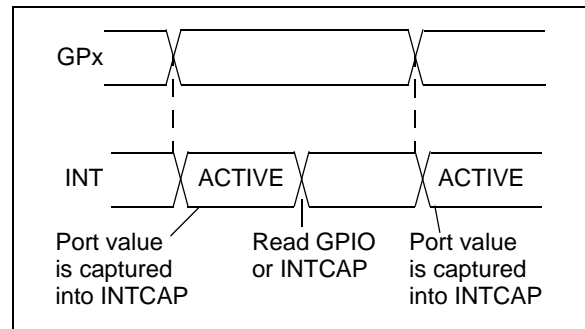 GPx
INT
ACTIVE
ACTIVE
Port value
is captured
into INTCAP
Read GPIO
or INTCAP
Port value
is captured
into INTCAP